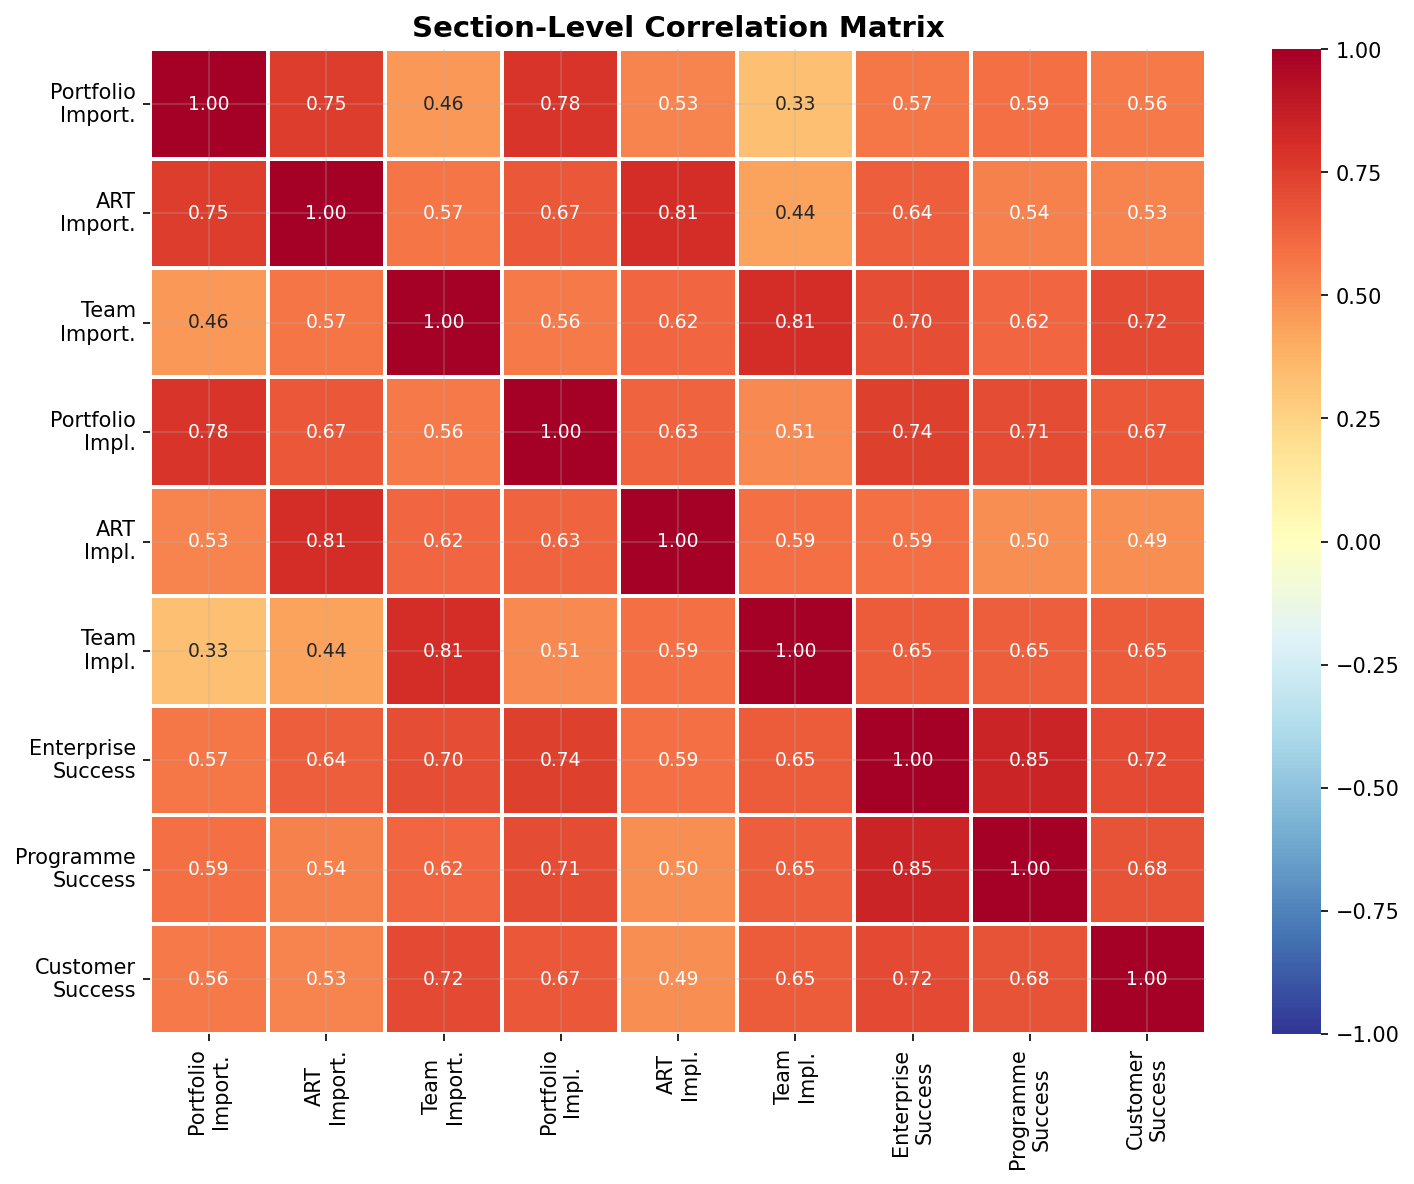 Section-Level Correlation Matrix
Portfolio
Import.
1.00 0.75 0.46 0.78 0.53 0.33 0.57 0.59 0.56
ART
Import.
0.75 1.00 0.57 0.67 0.81 0.44 0.64 0.54 0.53
Team
Import.
0.46 0.57 1.00 0.56 0.62 0.81 0.70 0.62 0.72
Portfolio
Impl.
0.78 0.67 0.56 1.00 0.63 0.51 0.74 0.71 0.67
ART
Impl.
0.53 0.81 0.62 0.63 1.00 0.59 0.59 0.50 0.49
Team
Impl.
0.33 0.44 0.81 0.51 0.59 1.00 0.65 0.65 0.65
Enterprise
Success
0.57 0.64 0.70 0.74 0.59 0.65 1.00 0.85 0.72
Programme
Success
0.59 0.54 0.62 0.71 0.50 0.65 0.85 1.00 0.68
Customer
Success
0.56 0.53 0.72 0.67 0.49 0.65 0.72 0.68 1.00
Portfolio
Import.
ART
Import.
Team
Import.
Portfolio
Impl.
ART
Impl.
Team
Impl.
Enterprise
Success
Programme
Success
Customer
Success
1.00
0.75
0.50
0.25
0.00
−0.25
−0.50
−0.75
−1.00